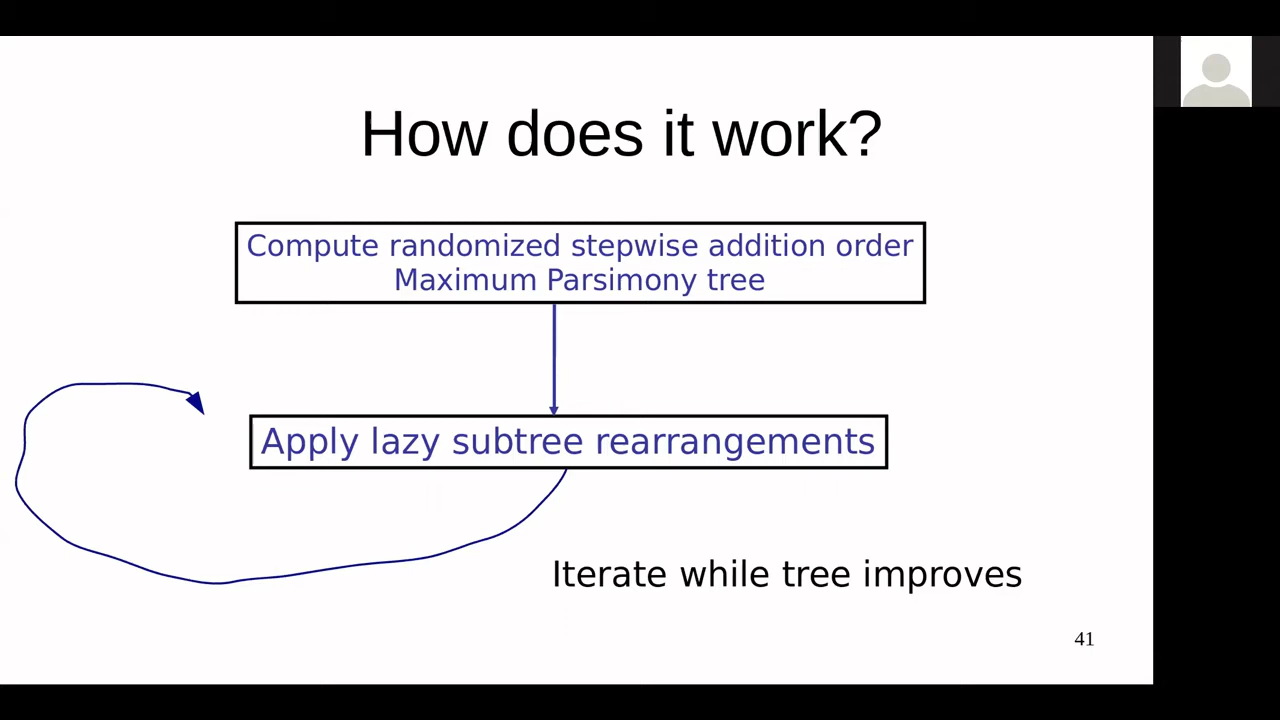 How does it work?
Compute randomized stepwise addition order
Maximum Parsimony tree
Apply lazy subtree rearrangements
Iterate while tree improves
41